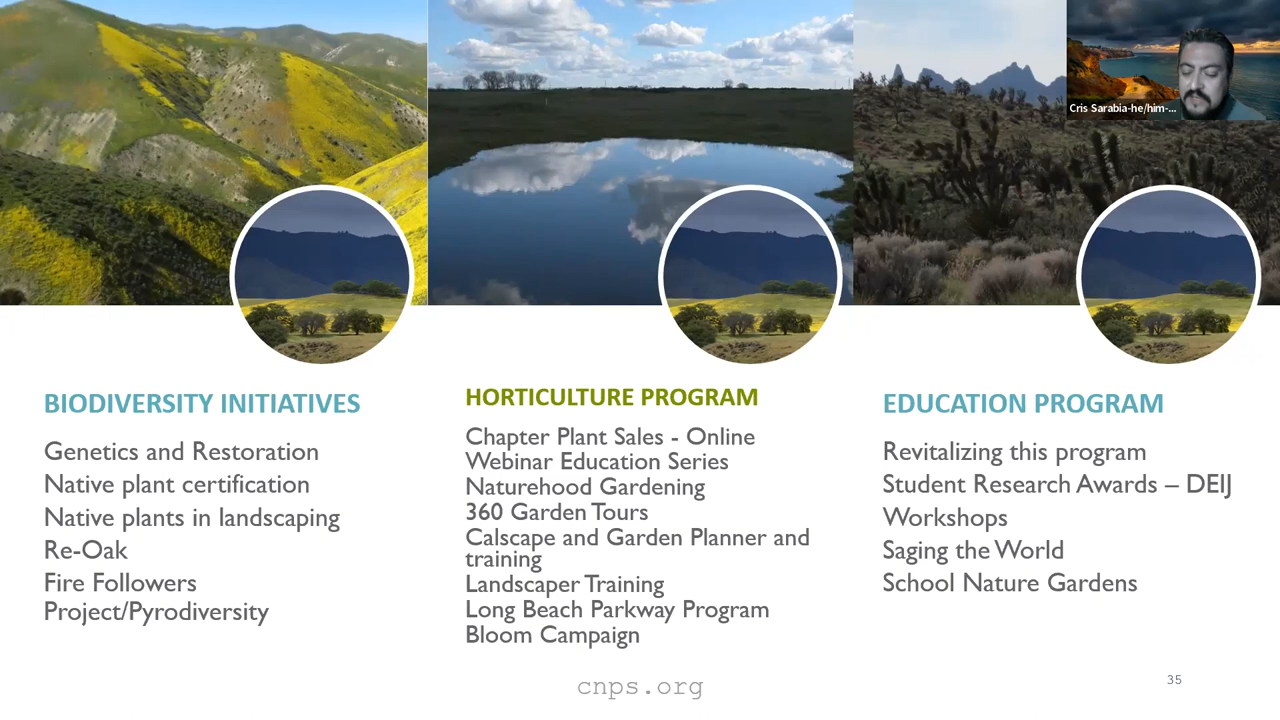 Cris Sarabia-he/him-...
BIODIVERSITY INITIATIVES
Genetics and Restoration
Native plant certification
Native plants in landscaping
Re-Oak
Fire Followers
Project/Pyrodiversity
HORTICULTURE PROGRAM
Chapter Plant Sales - Online
Webinar Education Series
Naturehood Gardening
360 Garden Tours
Calscape and Garden Planner and
training
Landscaper Training
Long Beach Parkway Program
Bloom Campaign
EDUCATION PROGRAM
Revitalizing this program
Student Research Awards – DEIJ
Workshops
Saging the World
School Nature Gardens
cnps.org
35